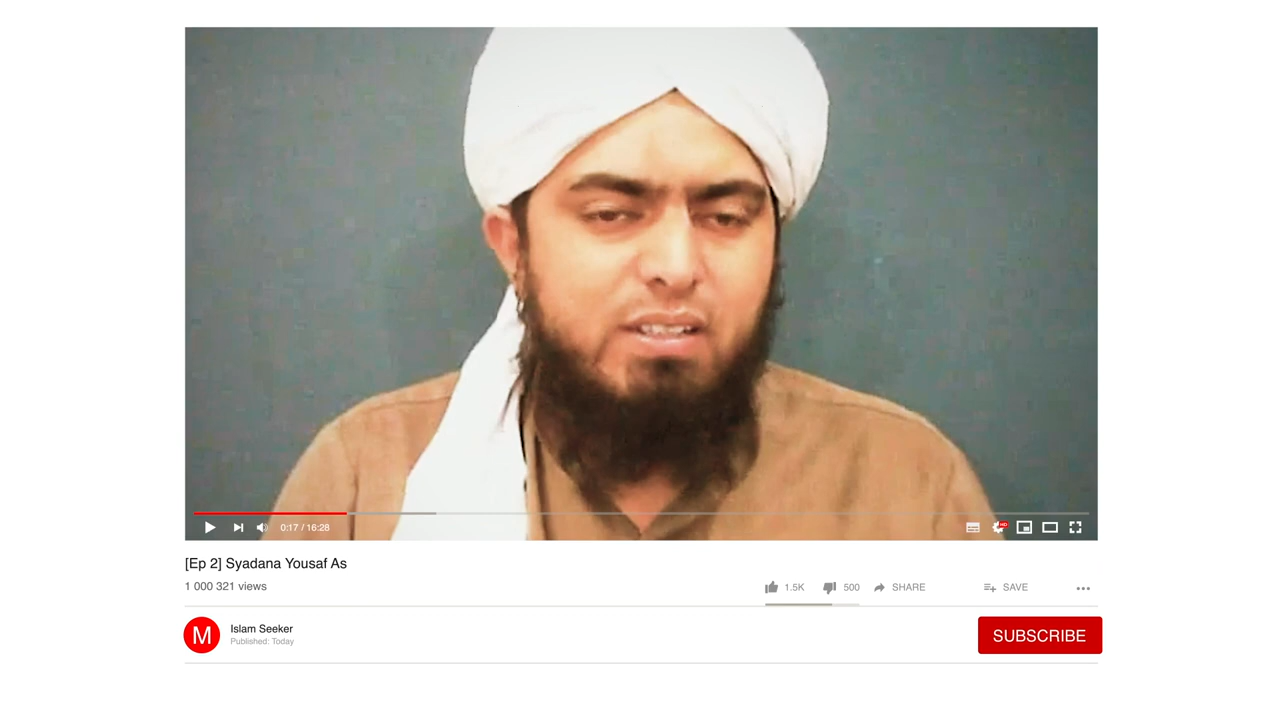 0:17 / 16:28
HD
[Ep 2] Syadana Yousaf As
1 000 321 views
1.5K
500
SHARE
SAVE
M
Islam Seeker
Published: Today
SUBSCRIBE